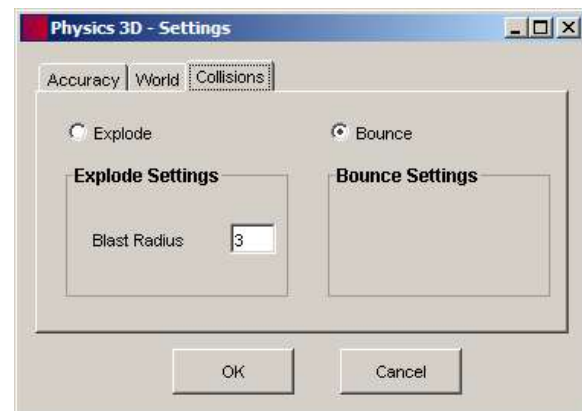 Physics 3D - Settings
Accuracy World Collisions
Explode Bounce
Explode Settings Bounce Settings
Blast Radius 3
OK Cancel